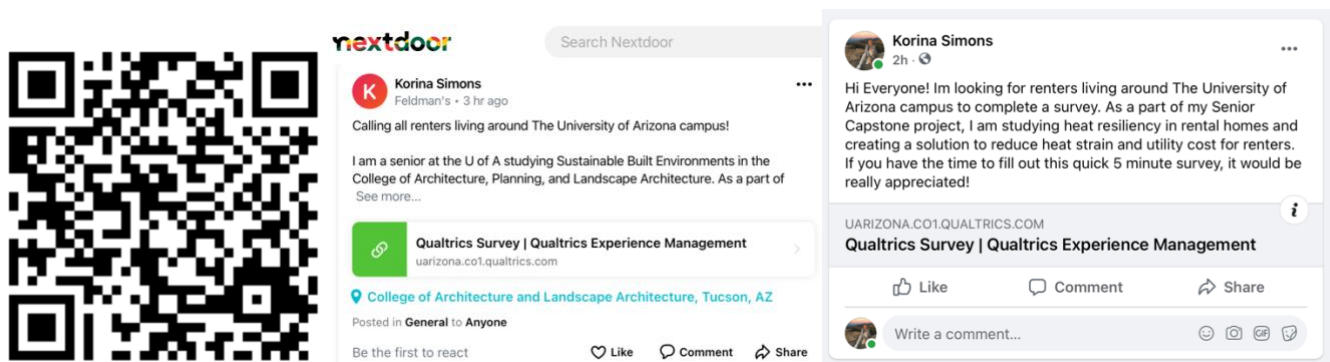 nextdoor
Search Nextdoor
K
Korina Simons
Feldman's • 3 hr ago
Calling all renters living around The University of Arizona campus!
I am a senior at the U of A studying Sustainable Built Environments in the
College of Architecture, Planning, and Landscape Architecture. As a part of
See more...
Qualtrics Survey | Qualtrics Experience Management
uarizona.co1.qualtrics.com
College of Architecture and Landscape Architecture, Tucson, AZ
Posted in General to Anyone
Be the first to react
Like
Comment
Share
Korina Simons
2h
Hi Everyone! Im looking for renters living around The University of
Arizona campus to complete a survey. As a part of my Senior
Capstone project, I am studying heat resiliency in rental homes and
creating a solution to reduce heat strain and utility cost for renters.
If you have the time to fill out this quick 5 minute survey, it would be
really appreciated!
i
UARIZONA.CO1.QUALTRICS.COM
Qualtrics Survey | Qualtrics Experience Management
Like
Comment
Share
Write a comment...
GIF